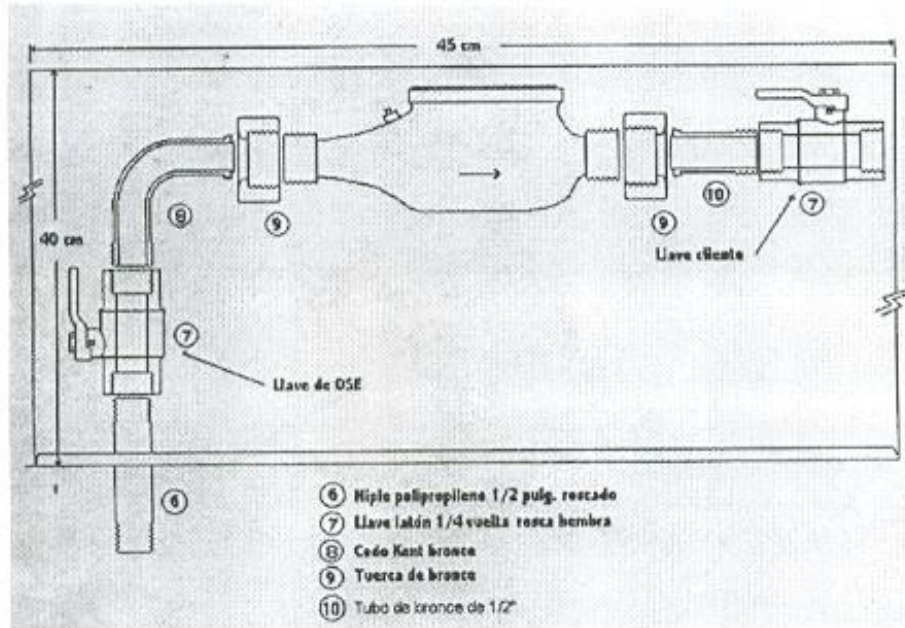 45 cm
40 cm
8
9
9
10
7
Llave cliente
7
Llave de OSE
6
6 Niple polipropileno 1/2 pulg. roscado
7 Llave latón 1/4 vuelta rosca hembra
8 Codo Kent bronce
9 Tuerca de bronce
10 Tubo de bronce de 1/2"